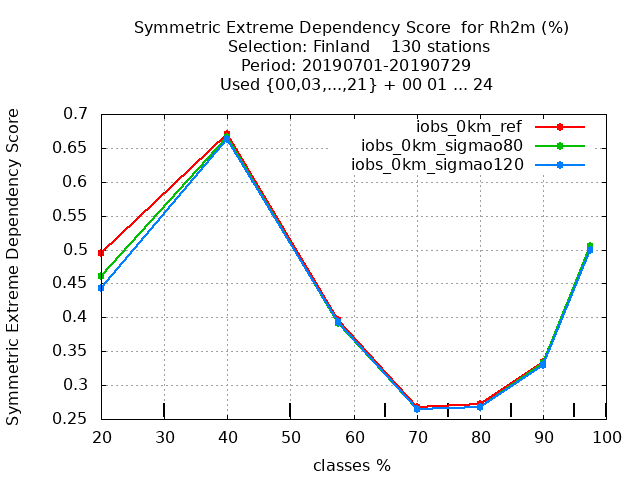 Symmetric Extreme Dependency Score  for Rh2m (%)
Selection: Finland    130 stations
Period: 20190701-20190729
Used {00,03,...,21} + 00 01 ... 24
Symmetric Extreme Dependency Score
0.7
0.65
0.6
0.55
0.5
0.45
0.4
0.35
0.3
0.25
iobs_0km_ref
iobs_0km_sigmao80
iobs_0km_sigmao120
20 30 40 50 60 70 80 90 100
classes %